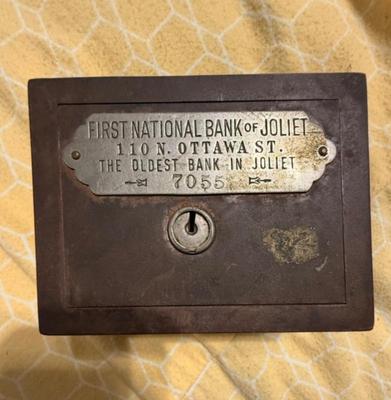 FIRST NATIONAL BANK OF JOLIET
110 N. OTTAWA ST.
THE OLDEST BANK IN JOLIET
7055